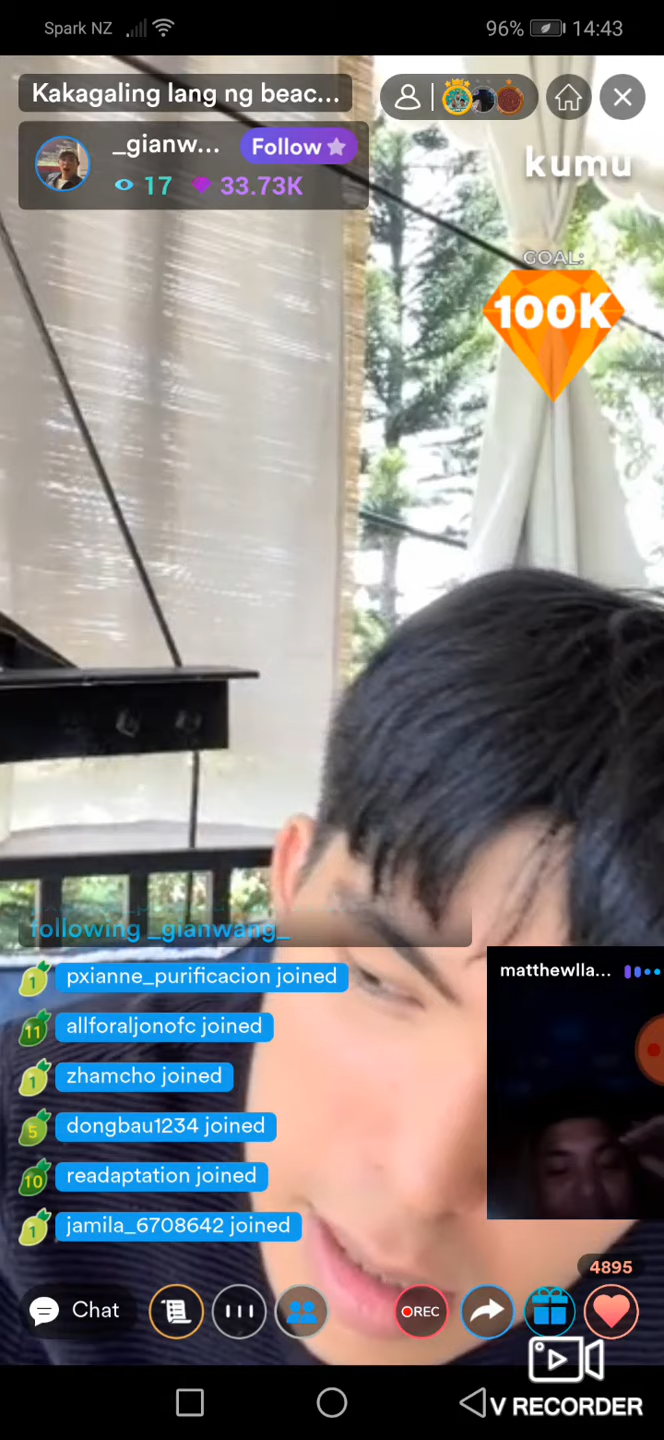 Spark NZ
96%
14:43
Kakagaling lang ng beac...
_gianw...
Follow
17
33.73K
kumu
GOAL:
100K
following _gianwang_
1 pxianne_purificacion joined
11 allforaljonofc joined
1 zhamcho joined
5 dongbau1234 joined
10 readaptation joined
1 jamila_6708642 joined
matthewlla...
4895
Chat
REC
V RECORDER